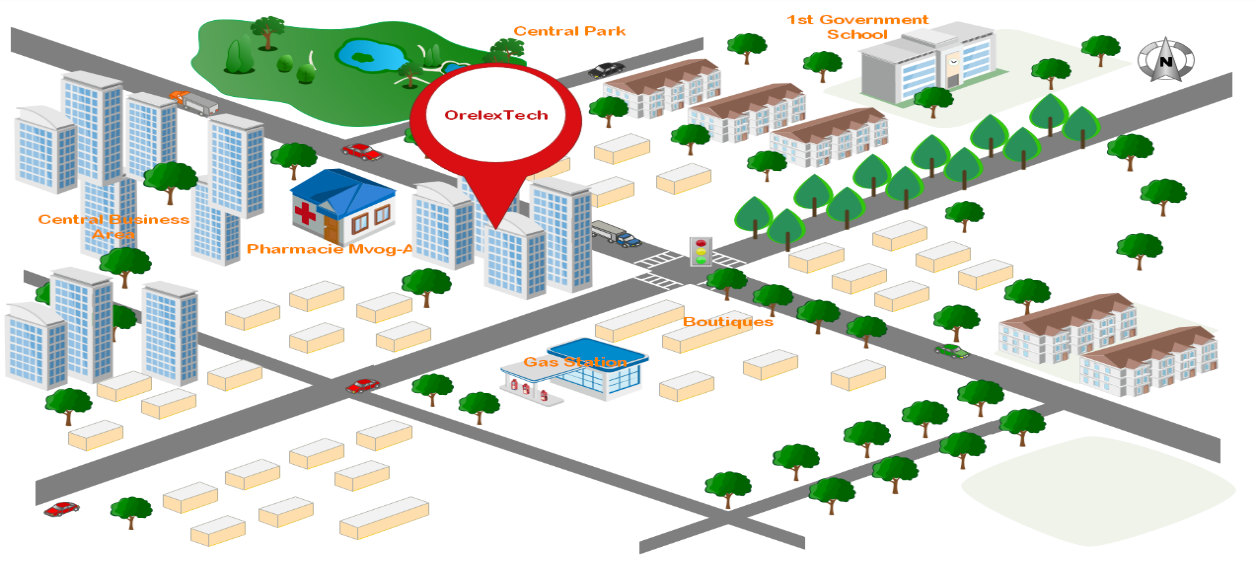 1st Government
School
Central Park
N
OrelexTech
Central Business
Area
Pharmacie Mvog-A
Boutiques
Gas Station